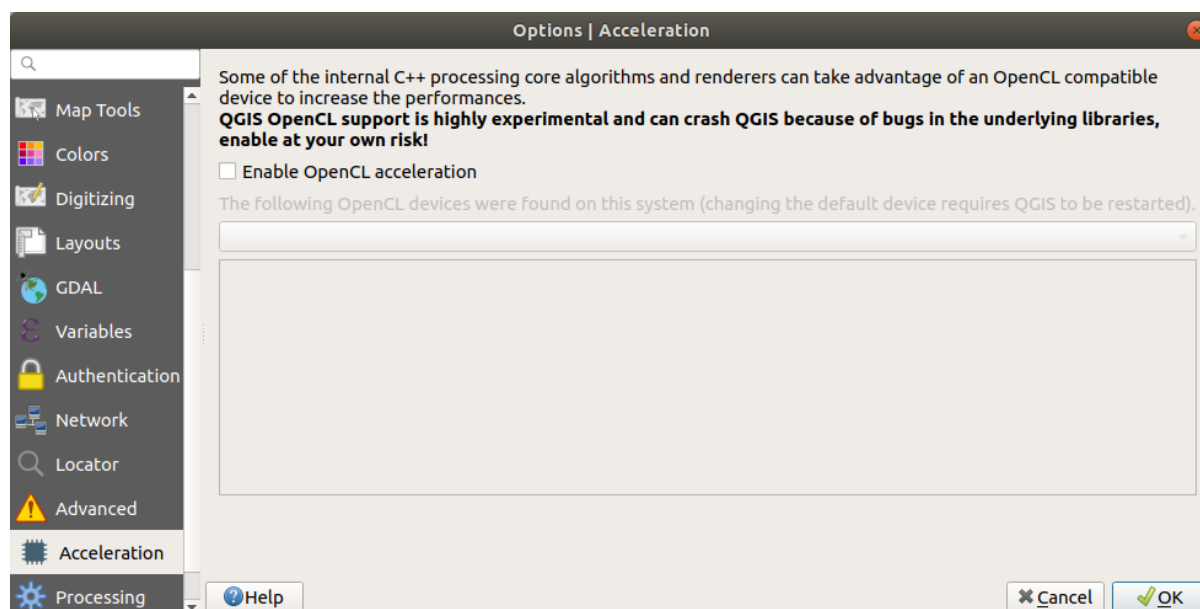 Options | Acceleration
Map Tools
Colors
Digitizing
Layouts
GDAL
Variables
Authentication
Network
Locator
Advanced
Acceleration
Processing
Some of the internal C++ processing core algorithms and renderers can take advantage of an OpenCL compatible
device to increase the performances.
QGIS OpenCL support is highly experimental and can crash QGIS because of bugs in the underlying libraries,
enable at your own risk!
Enable OpenCL acceleration
The following OpenCL devices were found on this system (changing the default device requires QGIS to be restarted).
Help
Cancel
OK